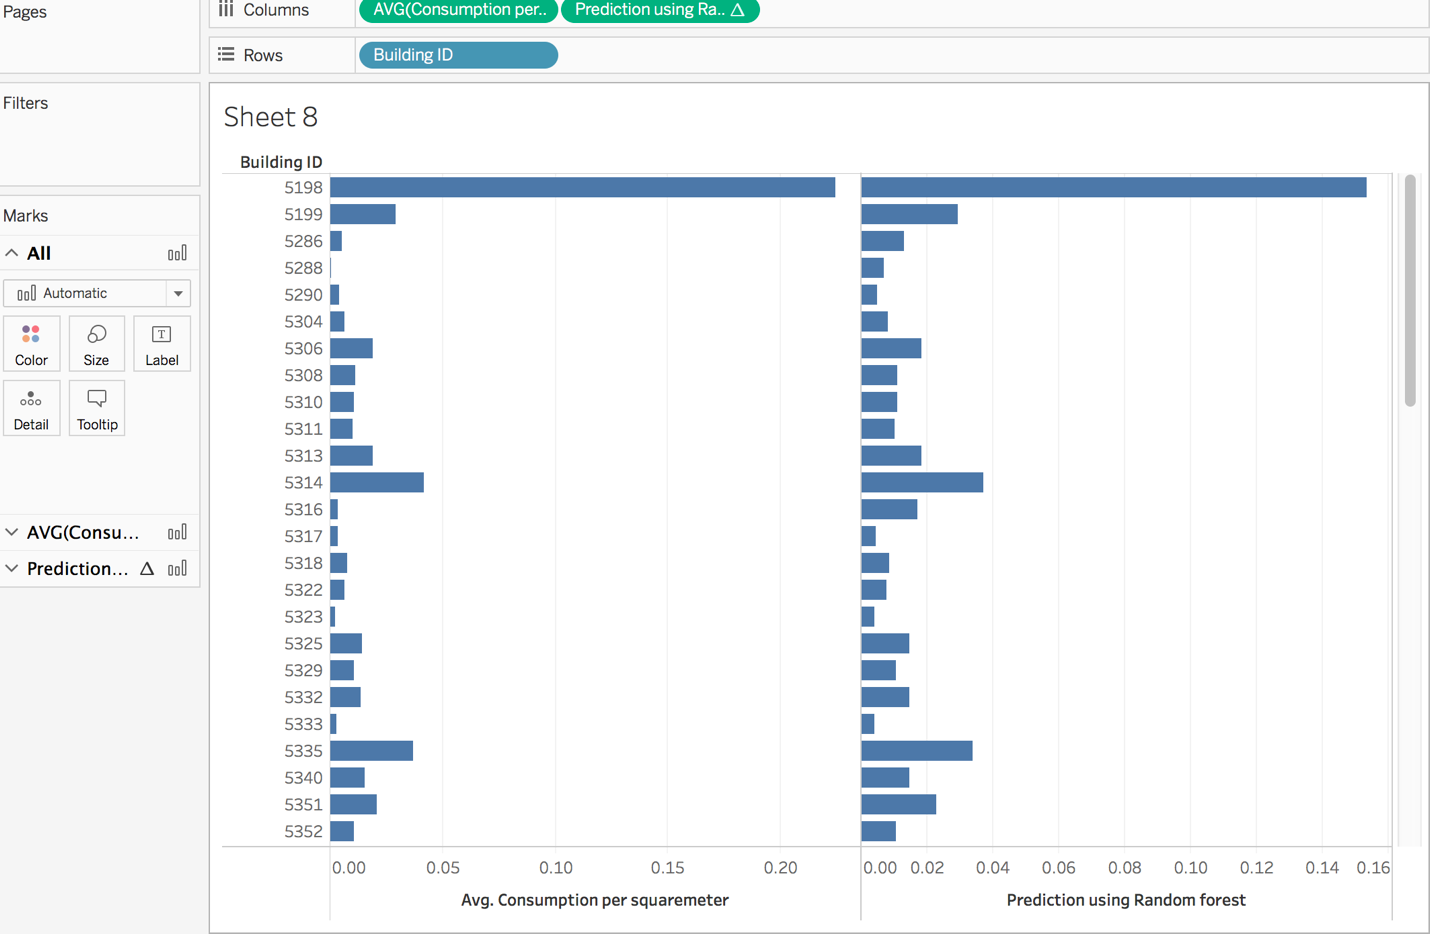 Pages
Columns
AVG(Consumption per..
Prediction using Ra.. Δ
Rows
Building ID
Filters
Sheet 8
Building ID
Marks
All
Automatic
Color
Size
Label
Detail
Tooltip
AVG(Consu...
Prediction... Δ
5198
5199
5286
5288
5290
5304
5306
5308
5310
5311
5313
5314
5316
5317
5318
5322
5323
5325
5329
5332
5333
5335
5340
5351
5352
0.00 0.05 0.10 0.15 0.20
0.00 0.02 0.04 0.06 0.08 0.10 0.12 0.14 0.16
Avg. Consumption per squaremeter
Prediction using Random forest